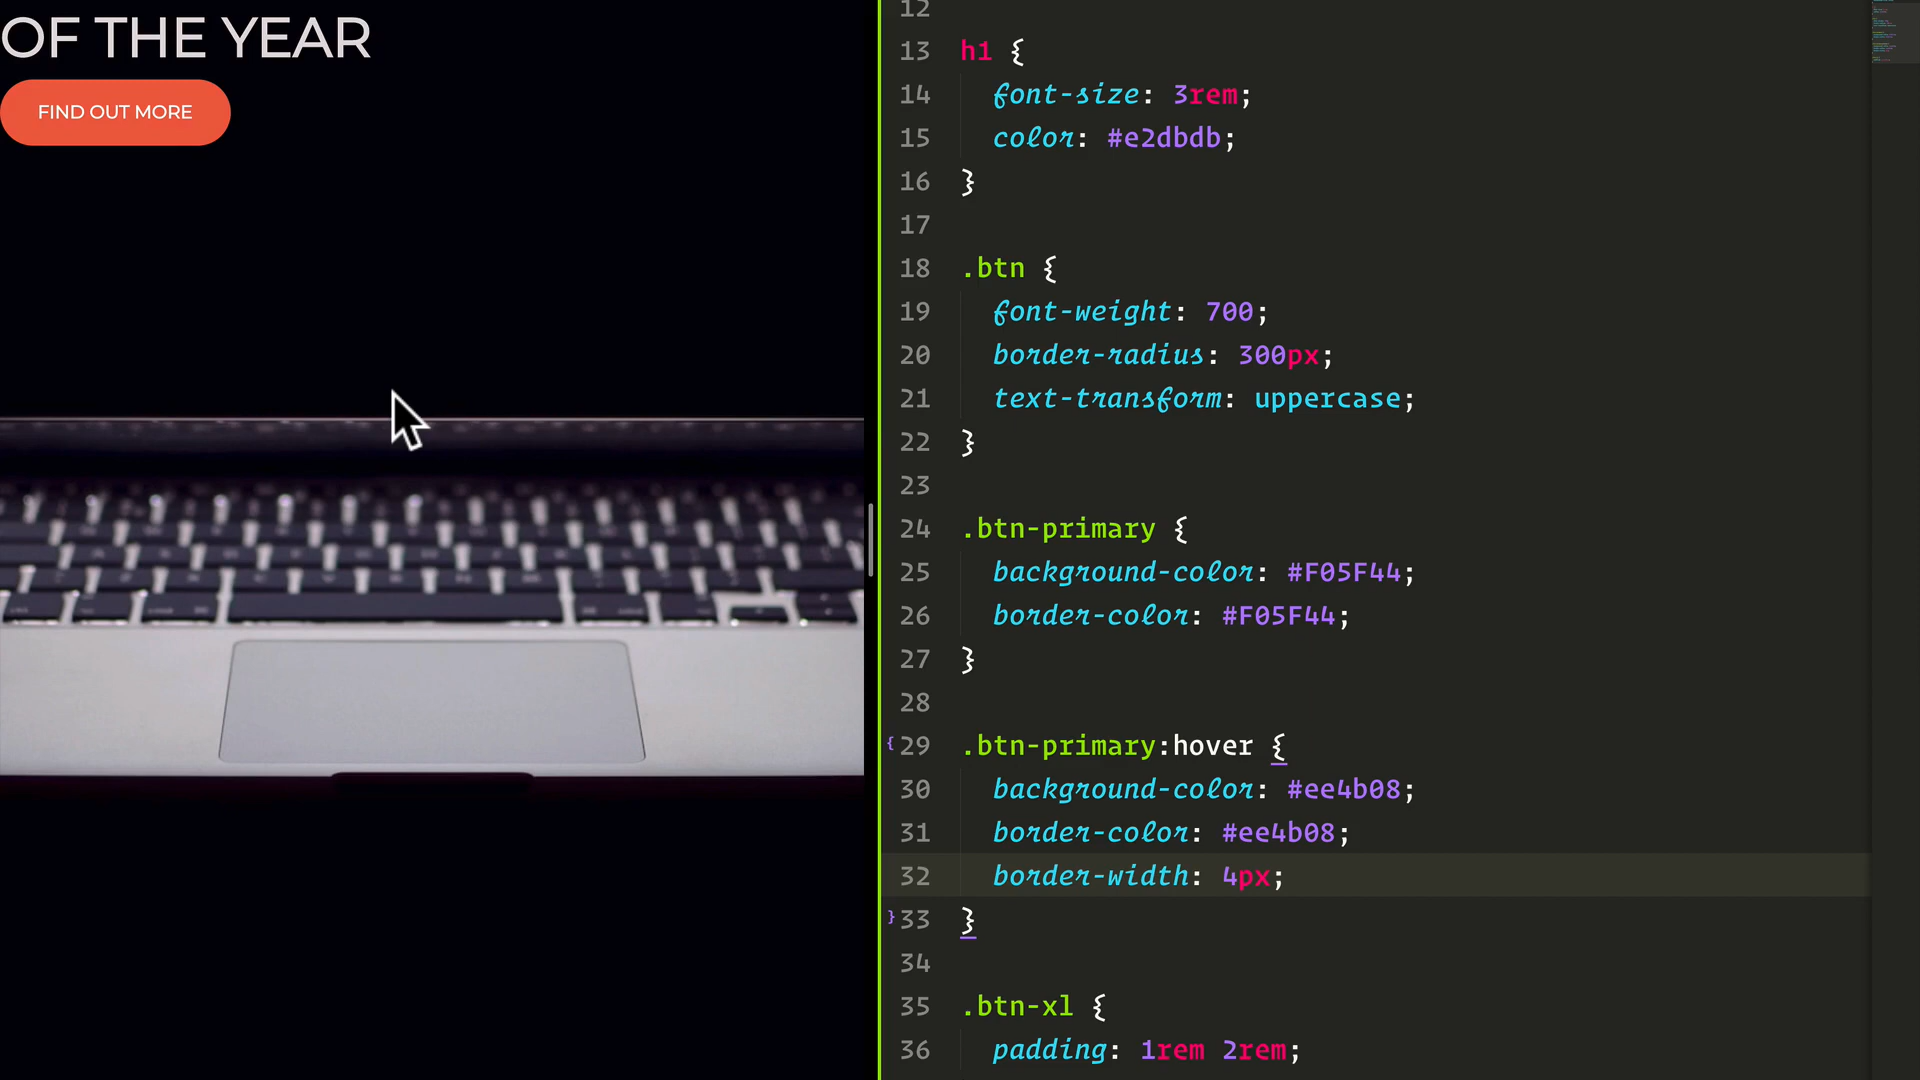 OF THE YEAR
FIND OUT MORE
12
13 h1 {
14 font-size: 3rem;
15 color: #e2dbdb;
16 }
17
18 .btn {
19 font-weight: 700;
20 border-radius: 300px;
21 text-transform: uppercase;
22 }
23
24 .btn-primary {
25 background-color: #F05F44;
26 border-color: #F05F44;
27 }
28
{ 29 .btn-primary:hover {
30 background-color: #ee4b08;
31 border-color: #ee4b08;
32 border-width: 4px;
} 33 }
34
35 .btn-xl {
36 padding: 1rem 2rem;